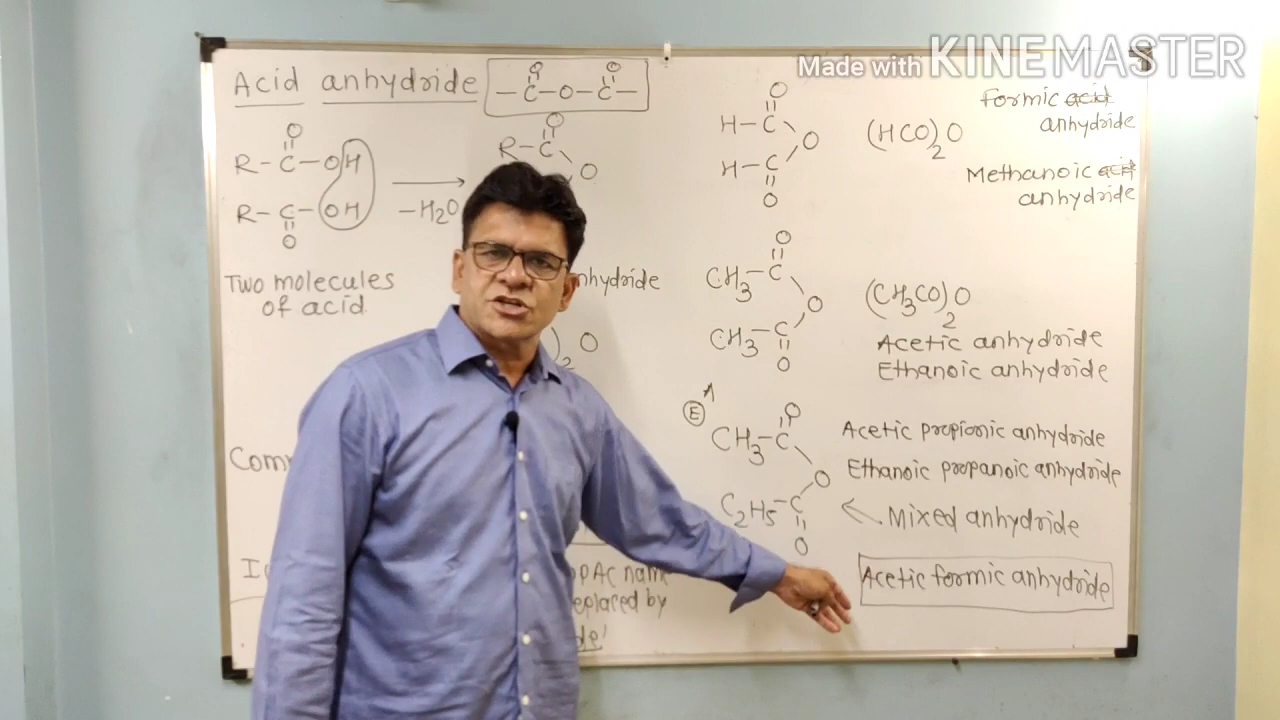 Made with KINEMASTER
Acid anhydride
O O
|| ||
— C — O — C —
O
||
R — C — OH
R — C — OH
||
O
⟶
— H2O
O
||
R — C
O
Two molecules
of acid
nhydride
)2 O
Com
I
PAC name
eplaced by
de'
O
||
H — C
O
H — C
||
O
(HCO)2O
Formic acid
anhydride
Methanoic acid
anhydride
O
||
CH3 — C
O
CH3 — C
||
O
(CH3CO)2O
Acetic anhydride
Ethanoic anhydride
A
E
O
||
CH3 — C
O
C2H5 — C
||
O
Acetic propionic anhydride
Ethanoic propanoic anhydride
Mixed anhydride
Acetic formic anhydride